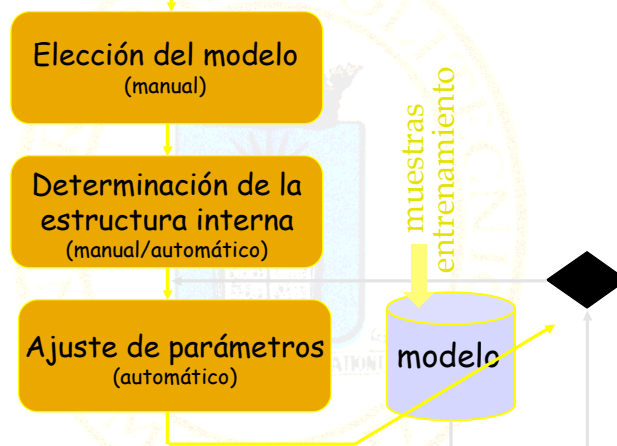 Elección del modelo
(manual)
Determinación de la
estructura interna
(manual/automático)
Ajuste de parámetros
(automático)
muestras
entrenamiento
modelo